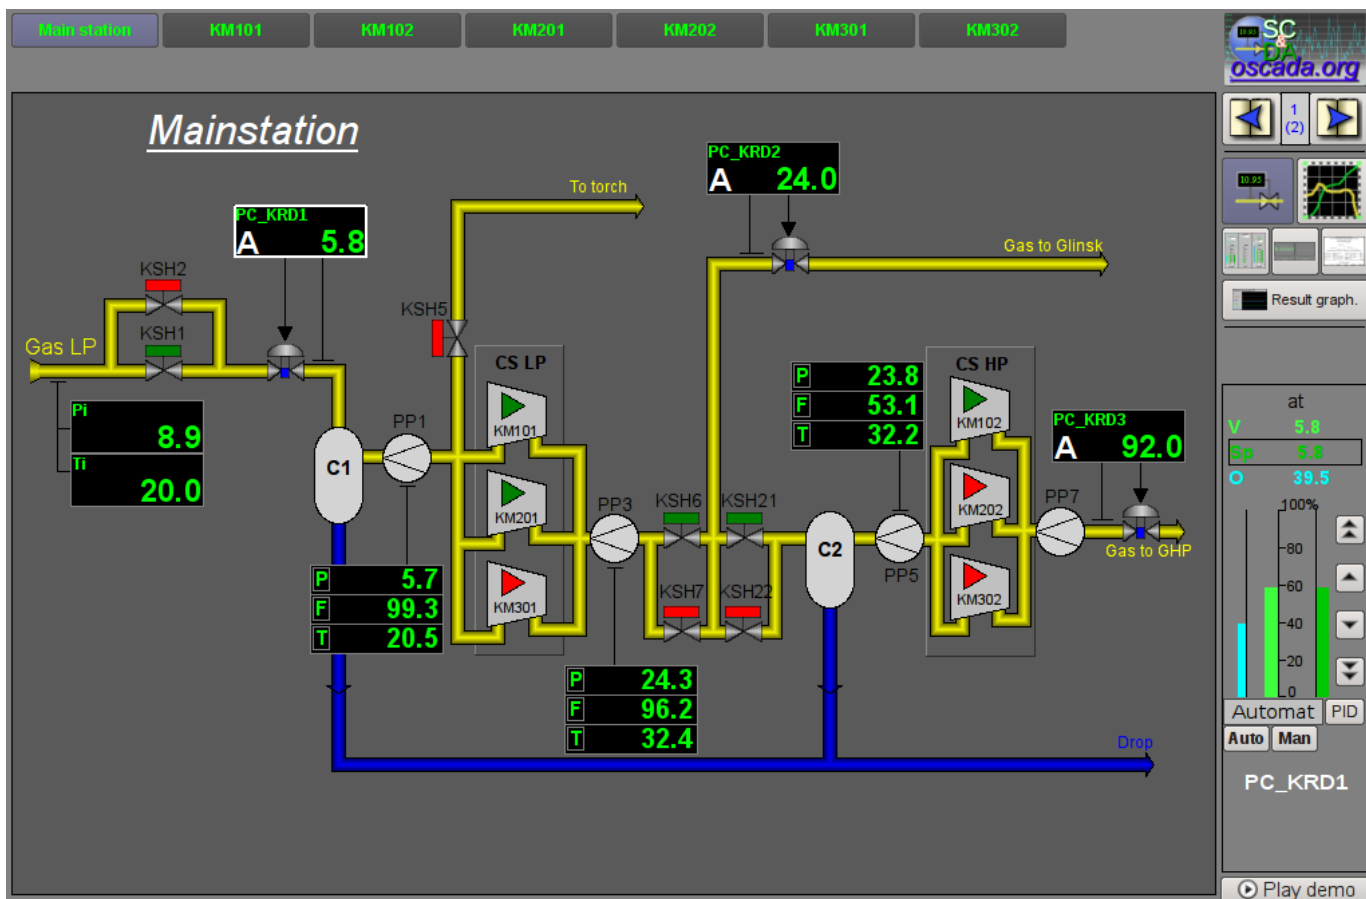 Main station
KM101
KM102
KM201
KM202
KM301
KM302
SC
&
DA
oscada.org
Mainstation
1
(2)
PC_KRD1
A 5.8
PC_KRD2
A 24.0
To torch
Gas to Glinsk
10.95
KSH2
KSH1
KSH5
Gas LP
Result graph.
Pi
8.9
Ti
20.0
CS LP
KM101
KM201
KM301
PP1
C1
P 5.7
F 99.3
T 20.5
PP3
P 24.3
F 96.2
T 32.4
KSH6
KSH21
KSH7
KSH22
C2
P 23.8
F 53.1
T 32.2
PP5
CS HP
KM102
KM202
KM302
PC_KRD3
A 92.0
PP7
Gas to GHP
Drop
at
V 5.8
Sp 5.8
O 39.5
100%
80
60
40
20
0
Automat
PID
Auto
Man
PC_KRD1
Play demo